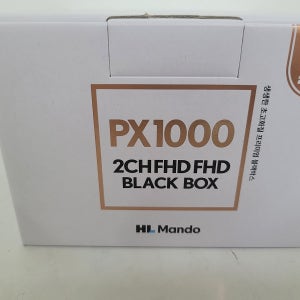 PX1000
2CH FHD FHD
BLACK BOX
HL Mando